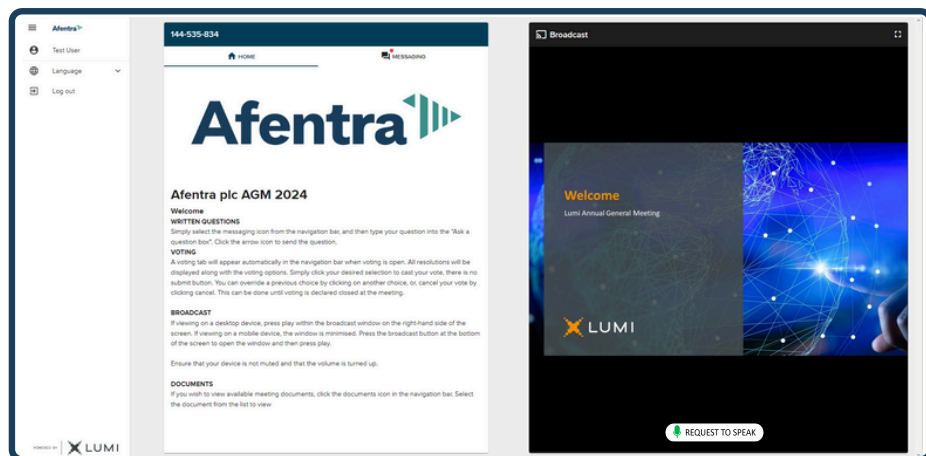 Afentra
Test User
Language
Log out
POWERED BY LUMI
144-535-834
HOME
MESSAGING
Afentra
Afentra plc AGM 2024
Welcome
WRITTEN QUESTIONS
Simply select the messaging icon from the navigation bar, and then type your question into the "Ask a
question box". Click the arrow icon to send the question.
VOTING
A voting tab will appear automatically in the navigation bar when voting is open. All resolutions will be
displayed along with the voting options. Simply click your desired selection to cast your vote, there is no
submit button. You can override a previous choice by clicking on another choice, or, cancel your vote by
clicking cancel. This can be done until voting is declared closed at the meeting.
BROADCAST
If viewing on a desktop device, press play within the broadcast window on the right-hand side of the
screen. If viewing on a mobile device, the window is minimised. Press the broadcast button at the bottom
of the screen to open the window and then press play.
Ensure that your device is not muted and that the volume is turned up.
DOCUMENTS
If you wish to view available meeting documents, click the documents icon in the navigation bar. Select
the document from the list to view
Broadcast
Welcome
Lumi Annual General Meeting
LUMI
REQUEST TO SPEAK